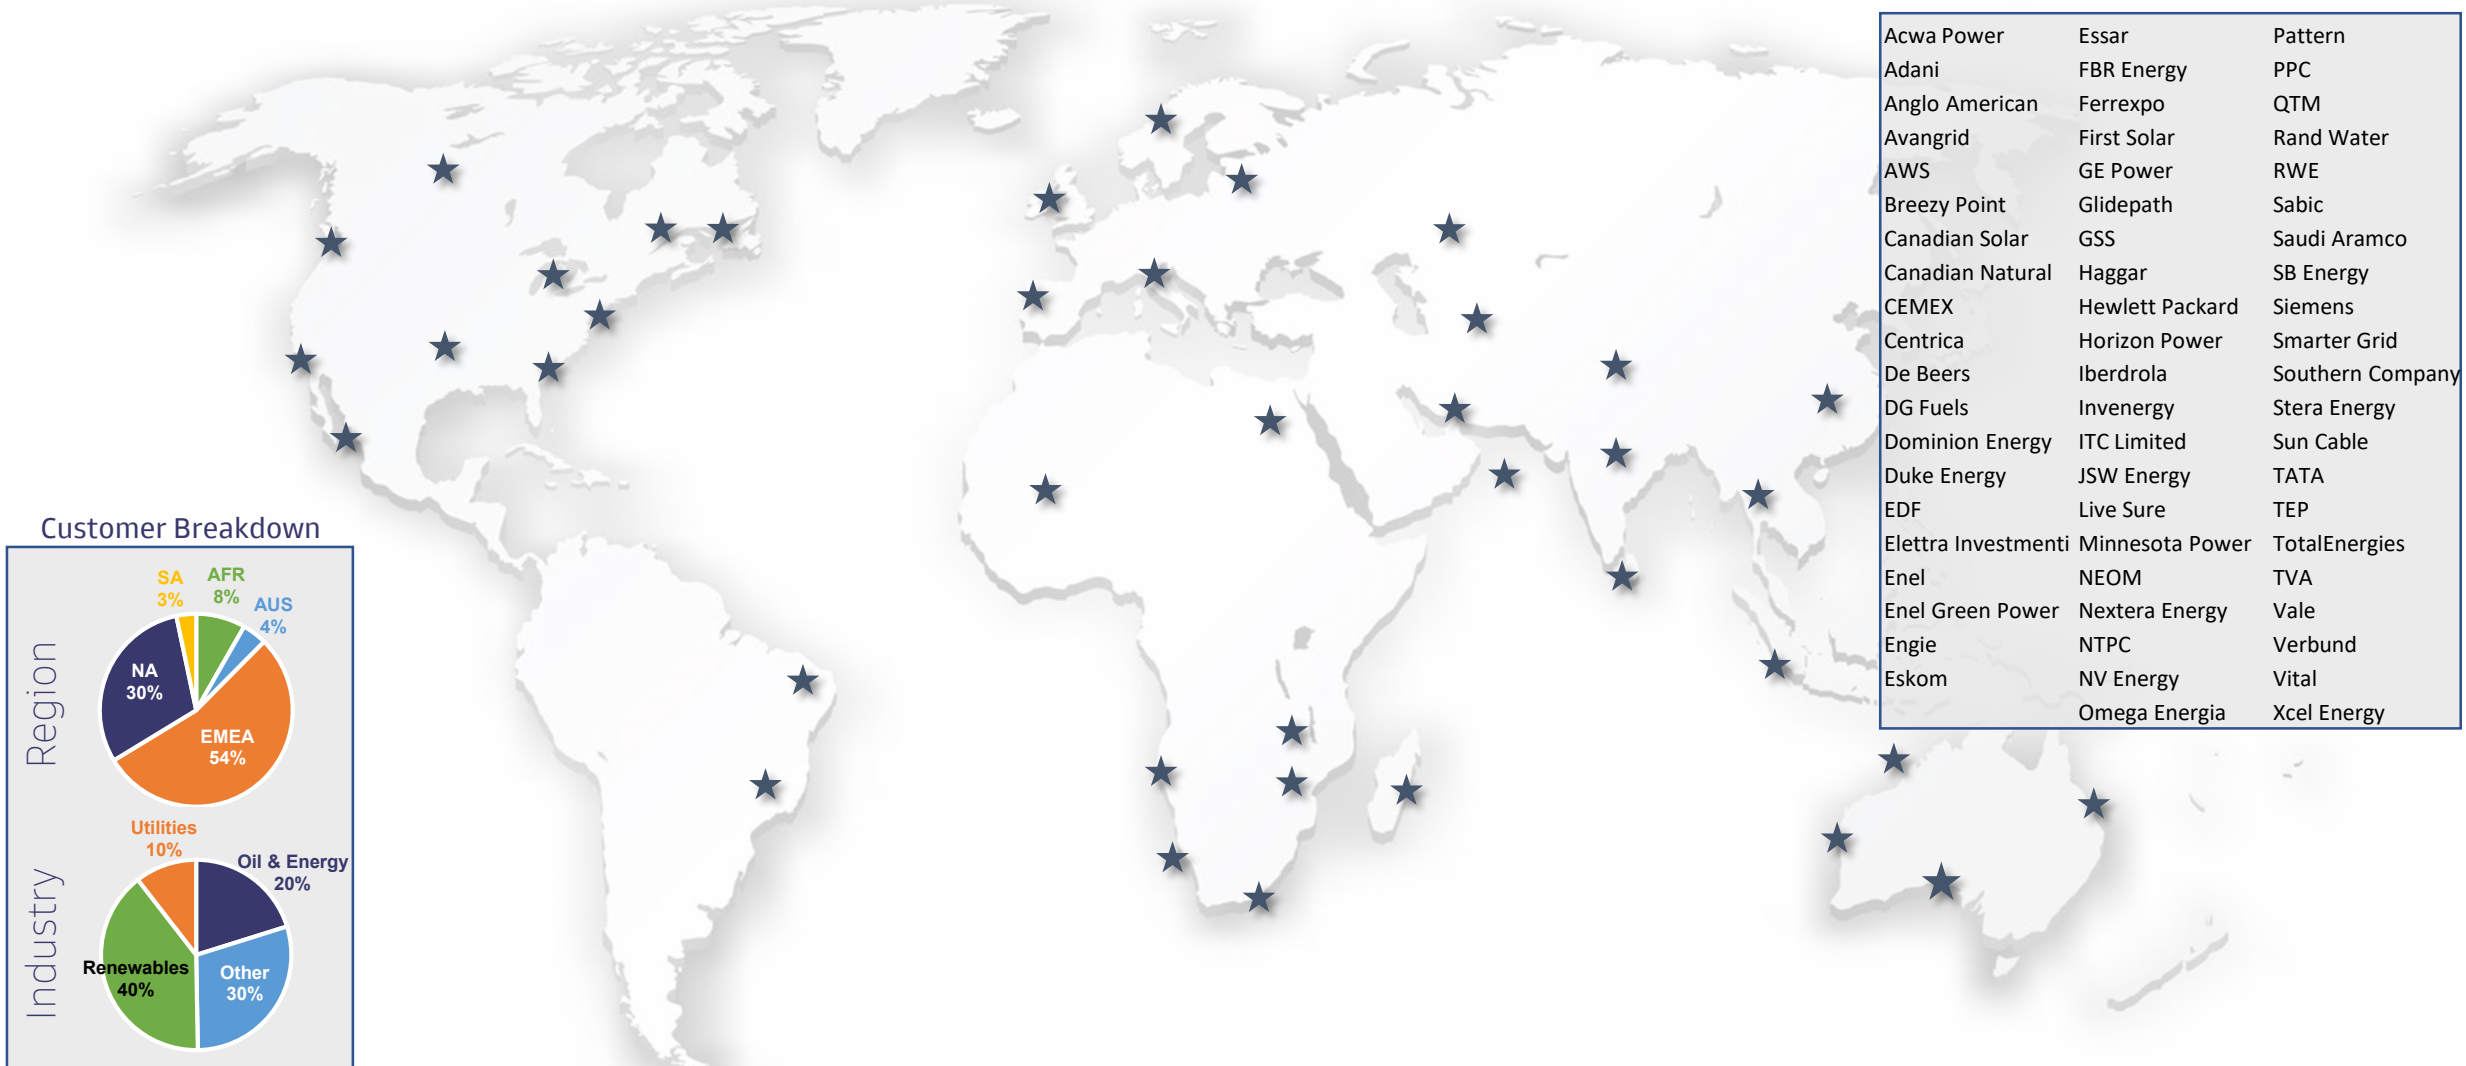 Acwa Power
Adani
Anglo American
Avangrid
AWS
Breezy Point
Canadian Solar
Canadian Natural
CEMEX
Centrica
De Beers
DG Fuels
Dominion Energy
Duke Energy
EDF
Elettra Investimenti
Enel
Enel Green Power
Engie
Eskom
Essar
FBR Energy
Ferrexpo
First Solar
GE Power
Glidepath
GSS
Haggar
Hewlett Packard
Horizon Power
Iberdrola
Invenergy
ITC Limited
JSW Energy
Live Sure
Minnesota Power
NEOM
Nextera Energy
NTPC
NV Energy
Omega Energia
Pattern
PPC
QTM
Rand Water
RWE
Sabic
Saudi Aramco
SB Energy
Siemens
Smarter Grid
Southern Company
Stera Energy
Sun Cable
TATA
TEP
TotalEnergies
TVA
Vale
Verbund
Vital
Xcel Energy
Customer Breakdown
Region
SA
3%
AFR
8%
AUS
4%
NA
30%
EMEA
54%
Industry
Utilities
10%
Oil & Energy
20%
Renewables
40%
Other
30%